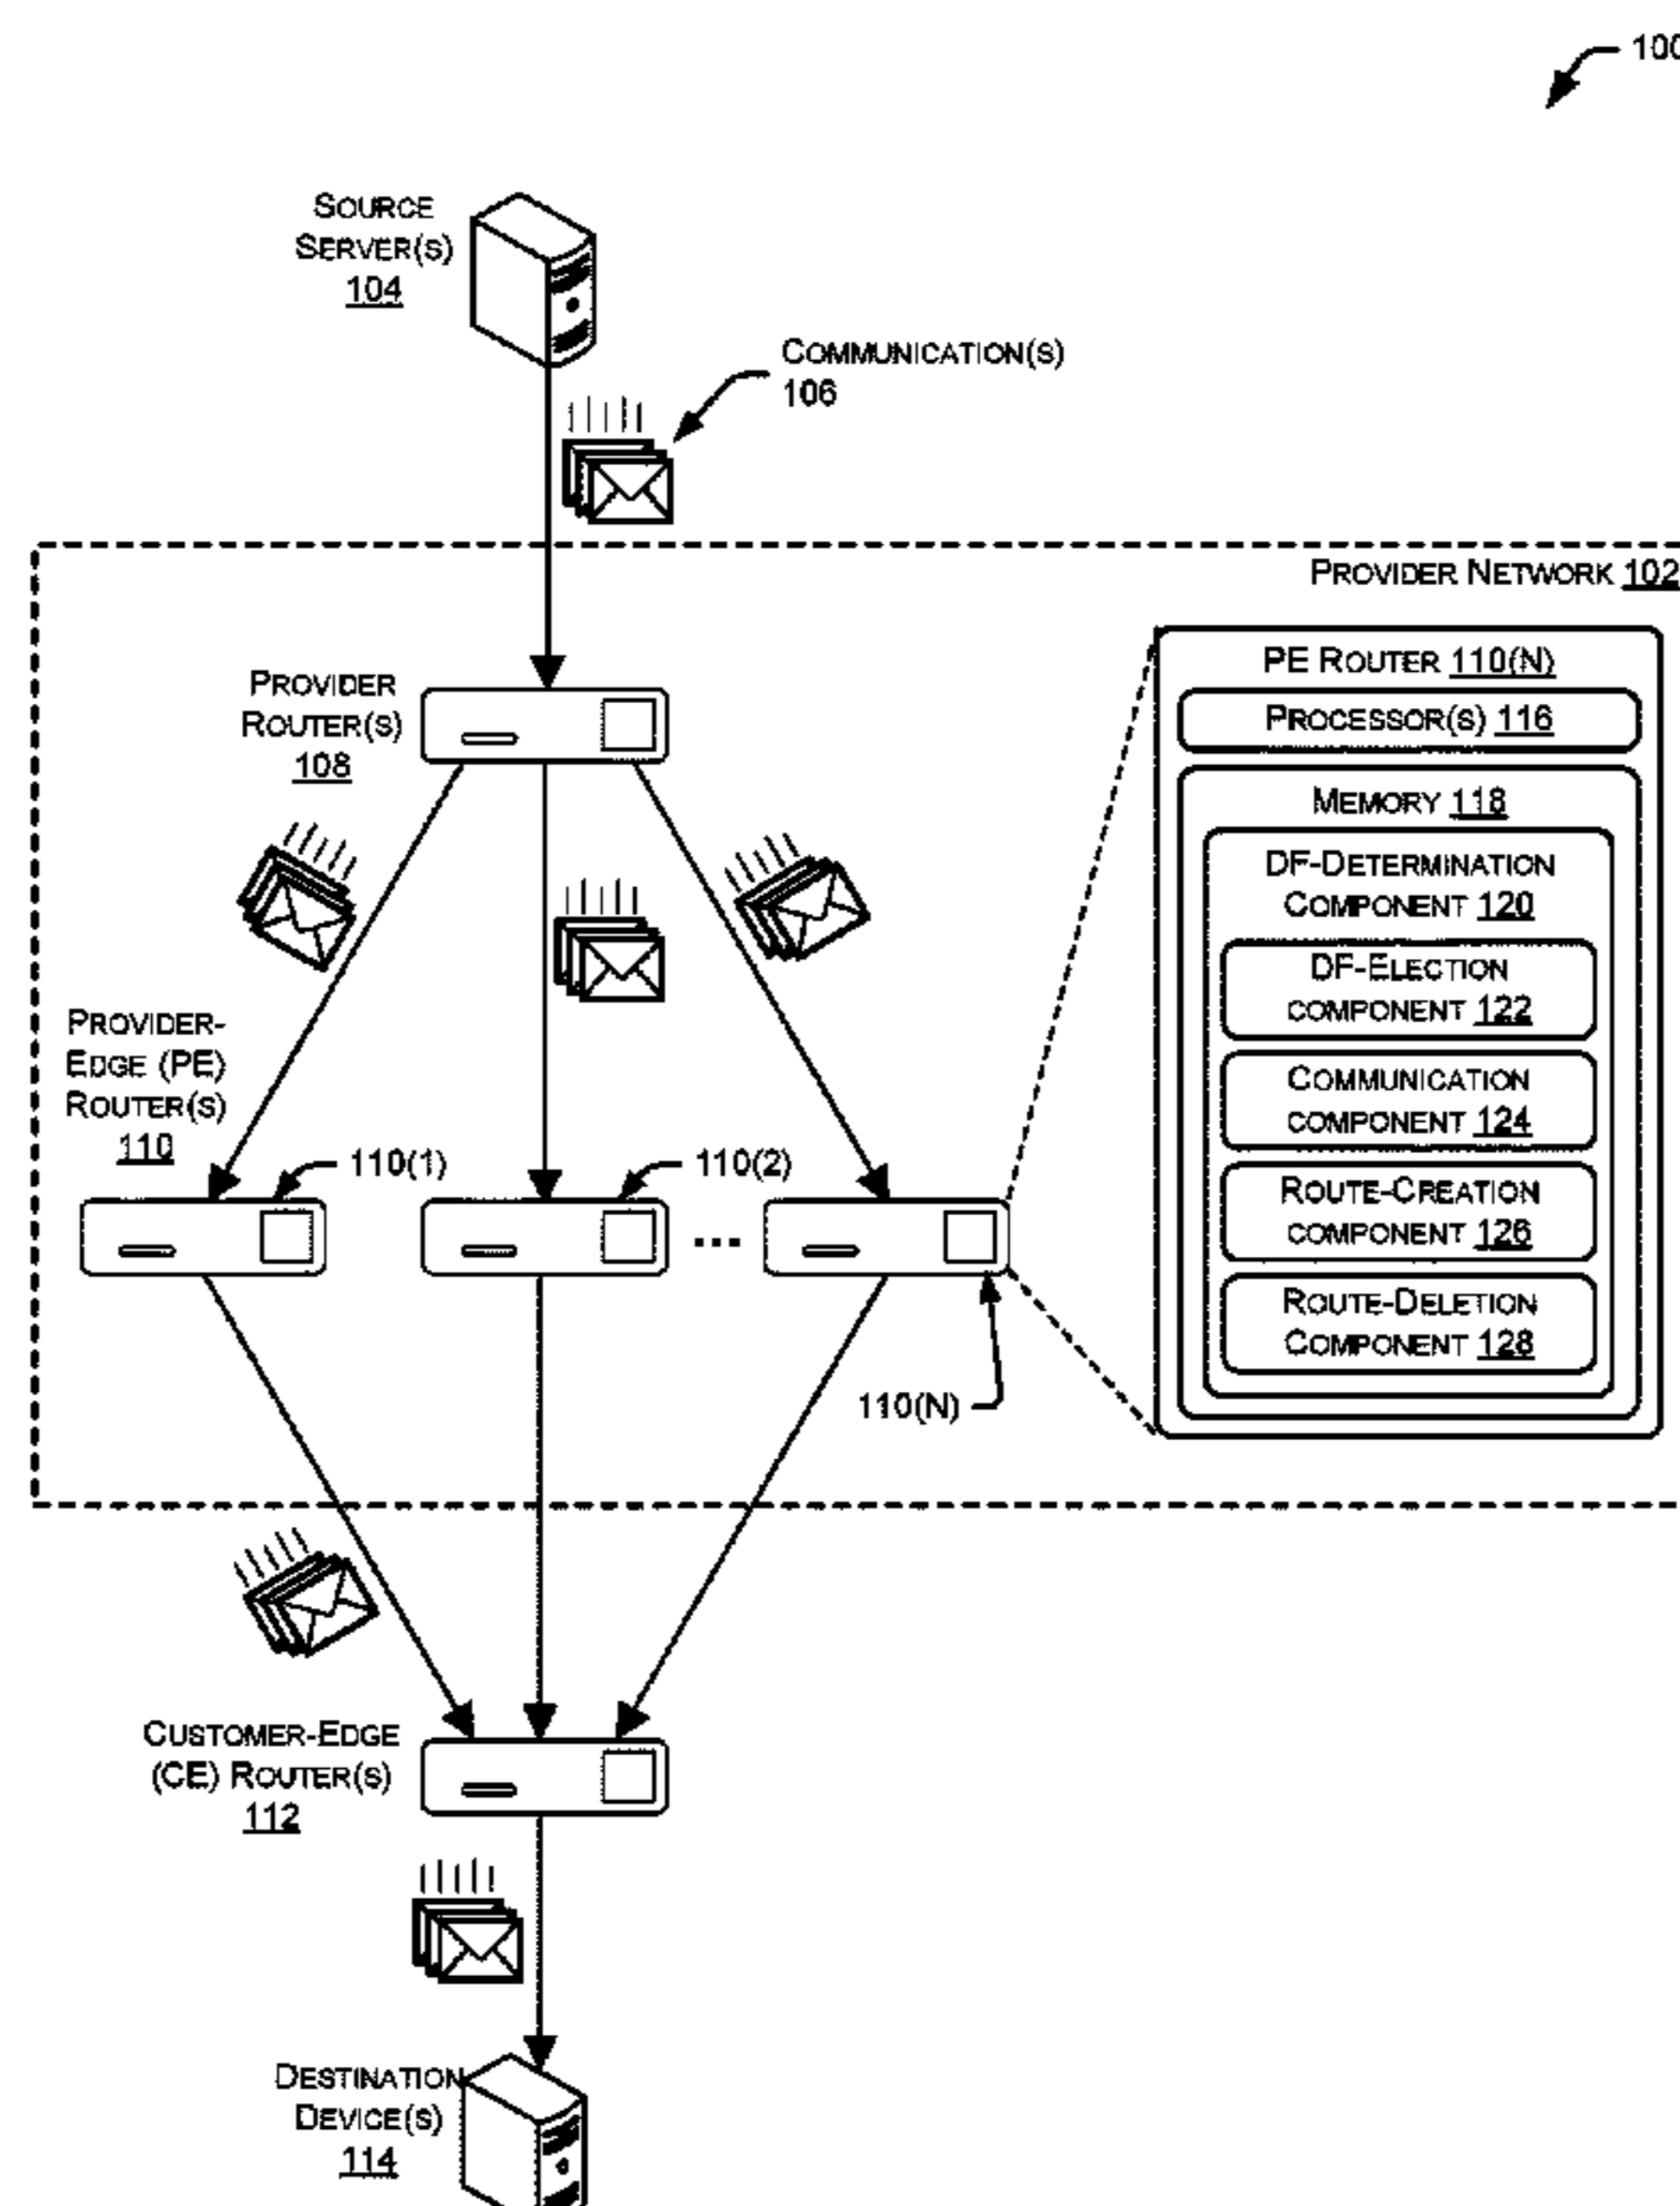 100
SOURCE
SERVER(S)
104
COMMUNICATION(S)
106
PROVIDER NETWORK 102
PROVIDER
ROUTER(S)
108
PE ROUTER 110(N)
PROCESSOR(S) 116
MEMORY 118
DF-DETERMINATION
COMPONENT 120
DF-ELECTION
COMPONENT 122
COMMUNICATION
COMPONENT 124
ROUTE-CREATION
COMPONENT 126
ROUTE-DELETION
COMPONENT 128
PROVIDER-
EDGE (PE)
ROUTER(S)
110
110(1)
110(2)
...
110(N)
CUSTOMER-EDGE
(CE) ROUTER(S)
112
DESTINATION
DEVICE(S)
114